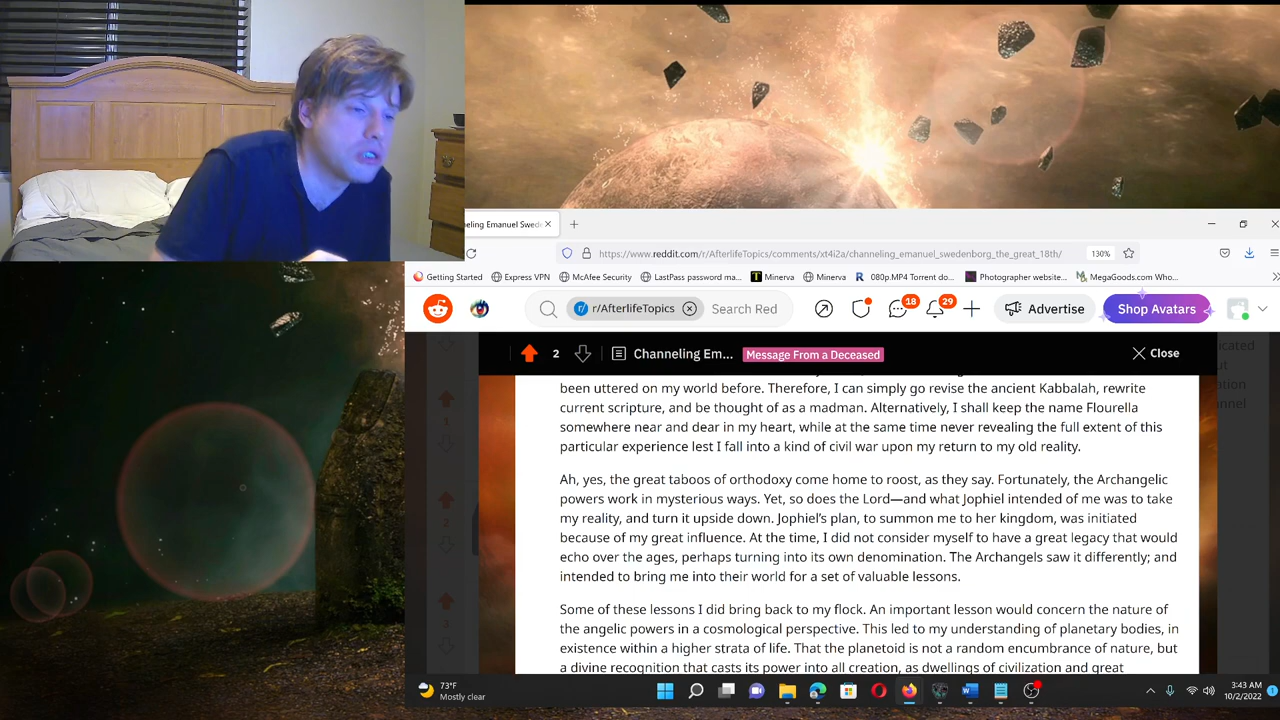 neling Emanuel Swed
https://www.reddit.com/r/AfterlifeTopics/comments/xt4i2a/channeling_emanuel_swedenborg_the_great_18th/
130%
Getting Started
Express VPN
McAfee Security
LastPass password ma...
Minerva
Minerva
080p.MP4 Torrent do...
Photographer website...
MegaGoods.com Who...
r/AfterlifeTopics
Search Red
18
29
Advertise
Shop Avatars
2
Channeling Em...
Message From a Deceased
Close
been uttered on my world before. Therefore, I can simply go revise the ancient Kabbalah, rewrite
current scripture, and be thought of as a madman. Alternatively, I shall keep the name Flourella
somewhere near and dear in my heart, while at the same time never revealing the full extent of this
particular experience lest I fall into a kind of civil war upon my return to my old reality.
Ah, yes, the great taboos of orthodoxy come home to roost, as they say. Fortunately, the Archangelic
powers work in mysterious ways. Yet, so does the Lord—and what Jophiel intended of me was to take
my reality, and turn it upside down. Jophiel's plan, to summon me to her kingdom, was initiated
because of my great influence. At the time, I did not consider myself to have a great legacy that would
echo over the ages, perhaps turning into its own denomination. The Archangels saw it differently; and
intended to bring me into their world for a set of valuable lessons.
Some of these lessons I did bring back to my flock. An important lesson would concern the nature of
the angelic powers in a cosmological perspective. This led to my understanding of planetary bodies, in
existence within a higher strata of life. That the planetoid is not a random encumbrance of nature, but
a divine recognition that casts its power into all creation, as dwellings of civilization and great
73°F
Mostly clear
3:43 AM
10/2/2022